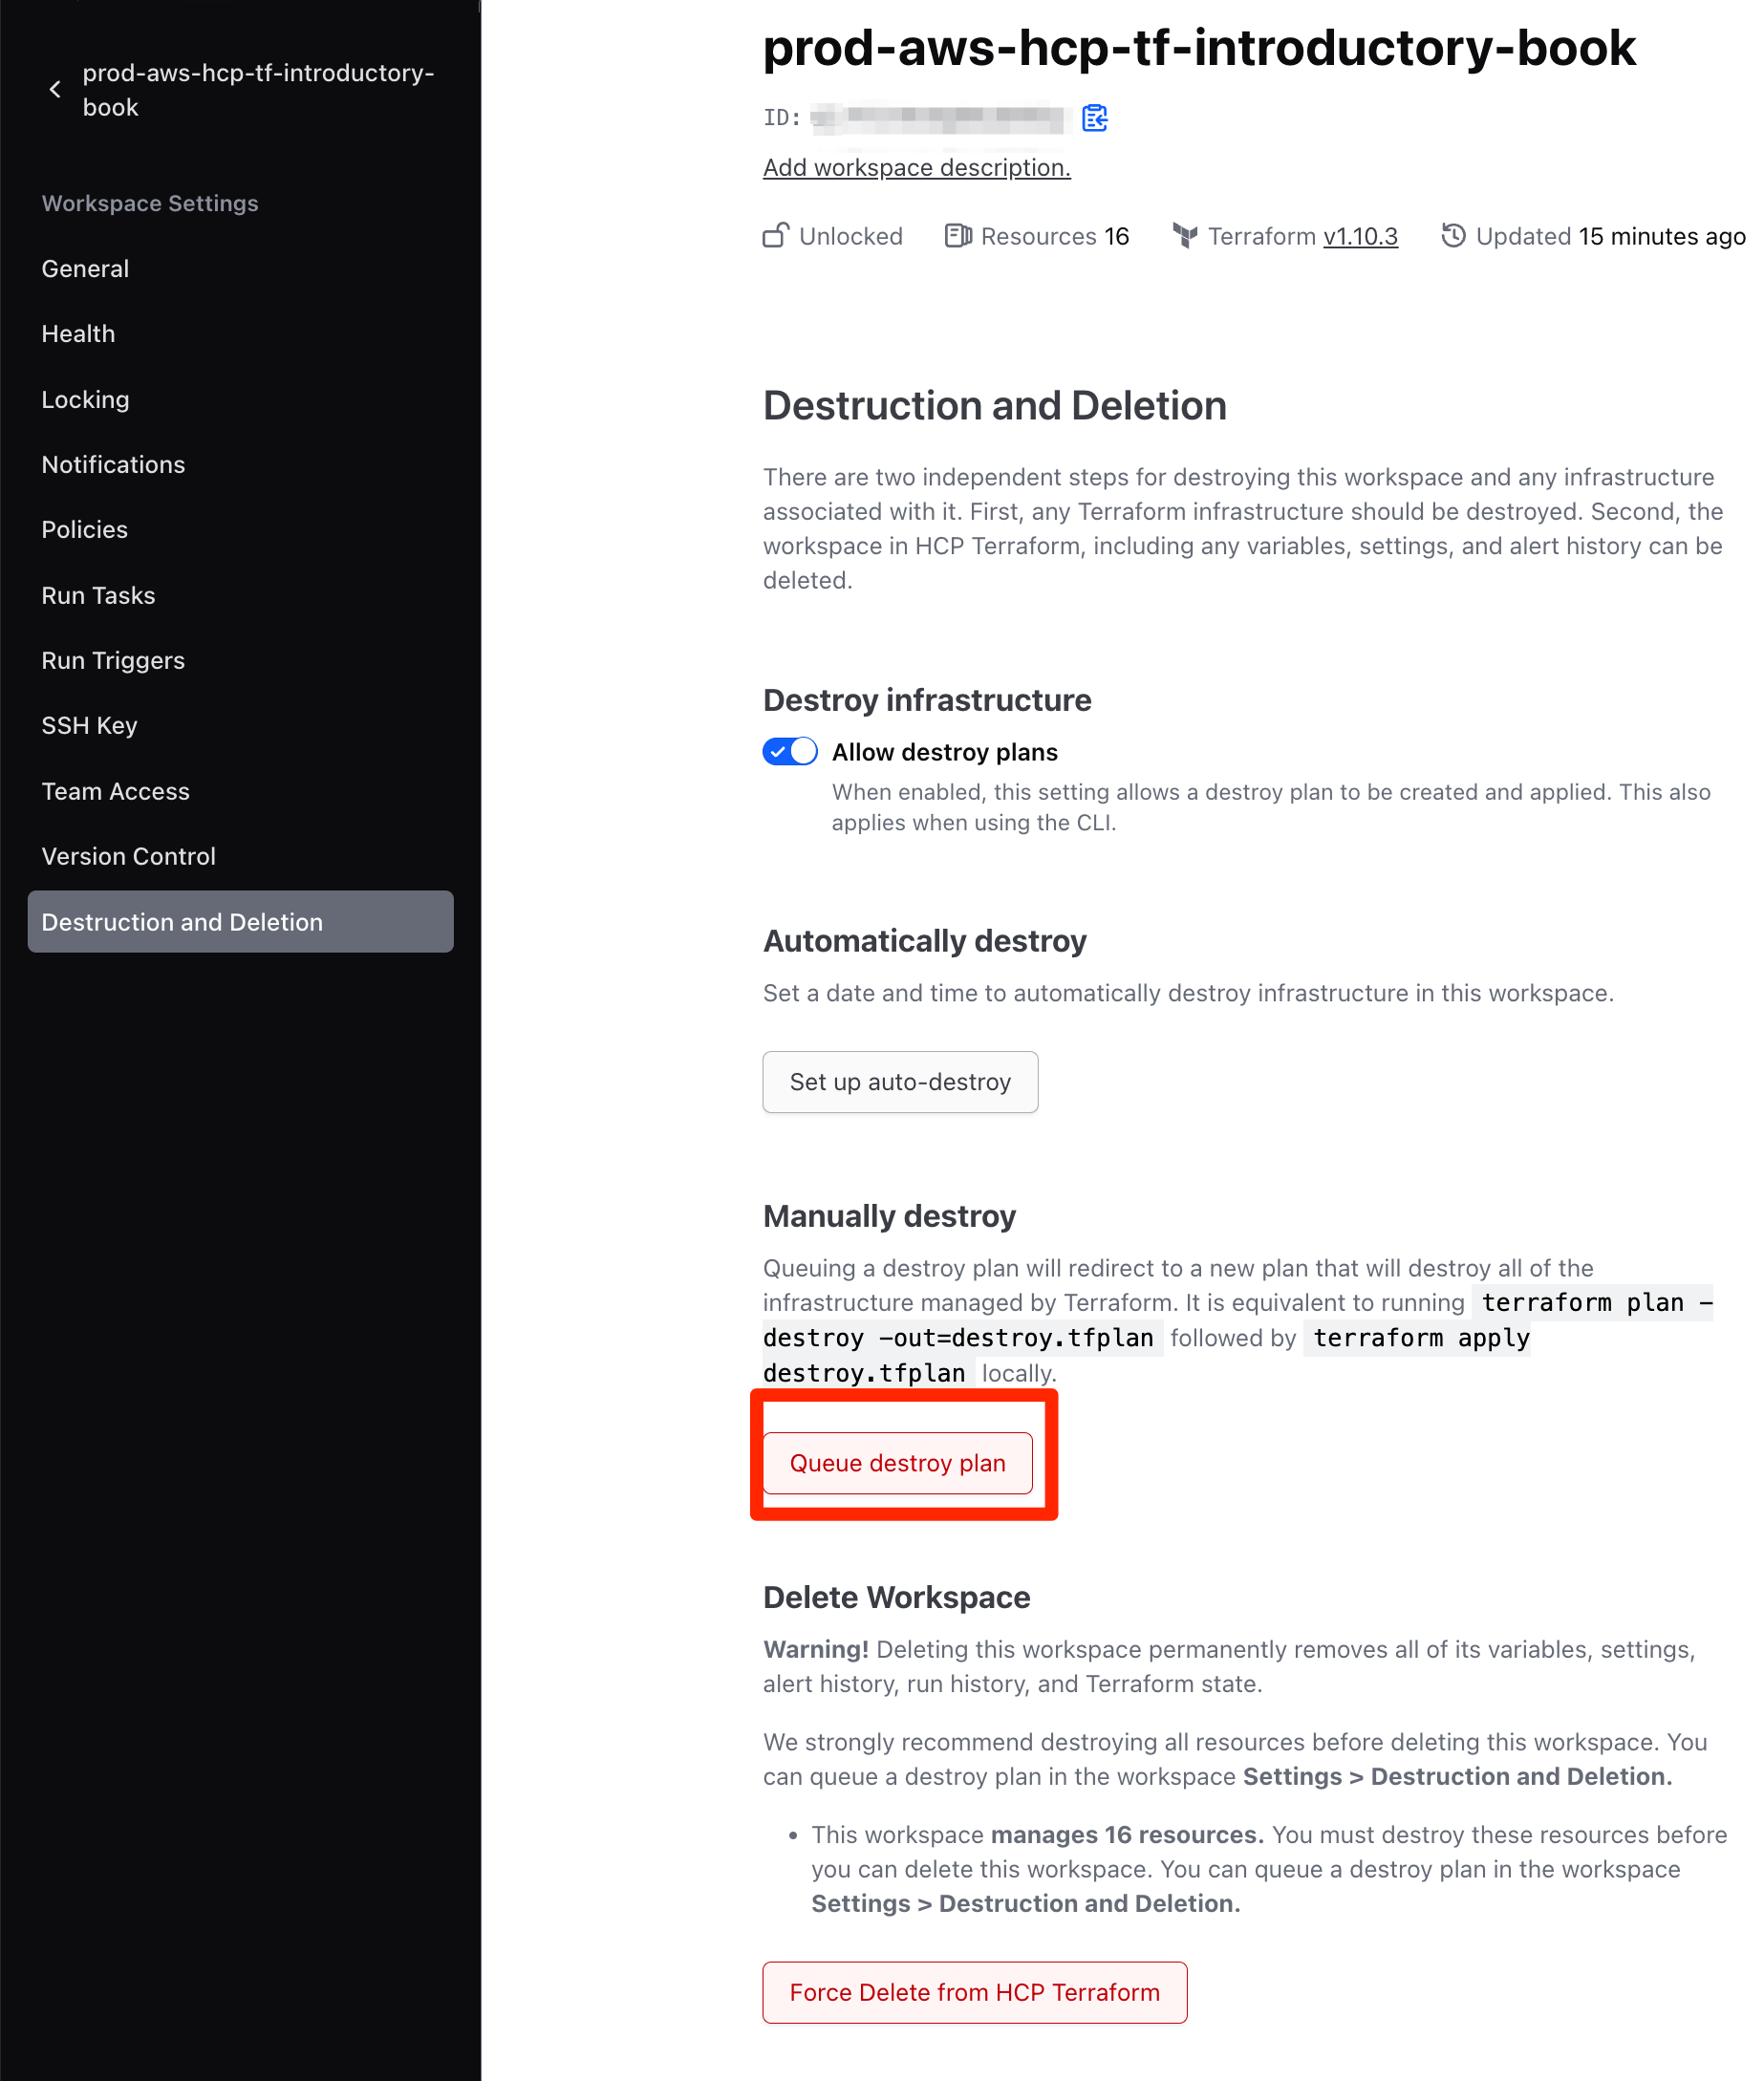 prod-aws-hcp-tf-introductory-
book
Workspace Settings
General
Health
Locking
Notifications
Policies
Run Tasks
Run Triggers
SSH Key
Team Access
Version Control
Destruction and Deletion
prod-aws-hcp-tf-introductory-book
ID:
Add workspace description.
Unlocked Resources 16 Terraform v1.10.3 Updated 15 minutes ago
Destruction and Deletion
There are two independent steps for destroying this workspace and any infrastructure
associated with it. First, any Terraform infrastructure should be destroyed. Second, the
workspace in HCP Terraform, including any variables, settings, and alert history can be
deleted.
Destroy infrastructure
Allow destroy plans
When enabled, this setting allows a destroy plan to be created and applied. This also
applies when using the CLI.
Automatically destroy
Set a date and time to automatically destroy infrastructure in this workspace.
Set up auto-destroy
Manually destroy
Queuing a destroy plan will redirect to a new plan that will destroy all of the
infrastructure managed by Terraform. It is equivalent to running terraform plan -
destroy -out=destroy.tfplan followed by terraform apply
destroy.tfplan locally.
Queue destroy plan
Delete Workspace
Warning! Deleting this workspace permanently removes all of its variables, settings,
alert history, run history, and Terraform state.
We strongly recommend destroying all resources before deleting this workspace. You
can queue a destroy plan in the workspace Settings > Destruction and Deletion.
• This workspace manages 16 resources. You must destroy these resources before
you can delete this workspace. You can queue a destroy plan in the workspace
Settings > Destruction and Deletion.
Force Delete from HCP Terraform